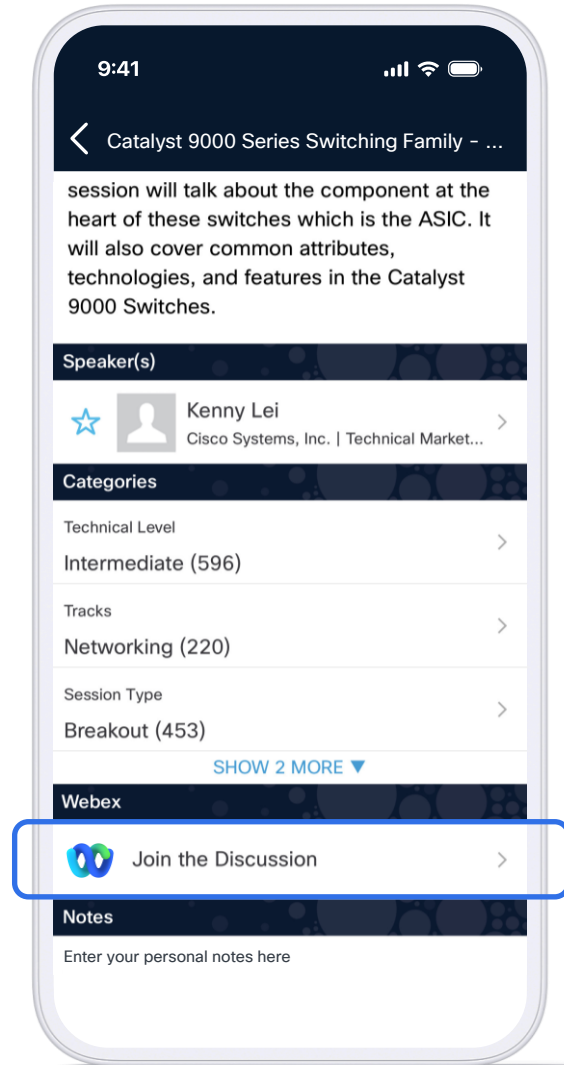 9:41
Catalyst 9000 Series Switching Family - ...
session will talk about the component at the
heart of these switches which is the ASIC. It
will also cover common attributes,
technologies, and features in the Catalyst
9000 Switches.
Speaker(s)
Kenny Lei
Cisco Systems, Inc. | Technical Market...
Categories
Technical Level
Intermediate (596)
Tracks
Networking (220)
Session Type
Breakout (453)
SHOW 2 MORE ▼
Webex
Join the Discussion
Notes
Enter your personal notes here